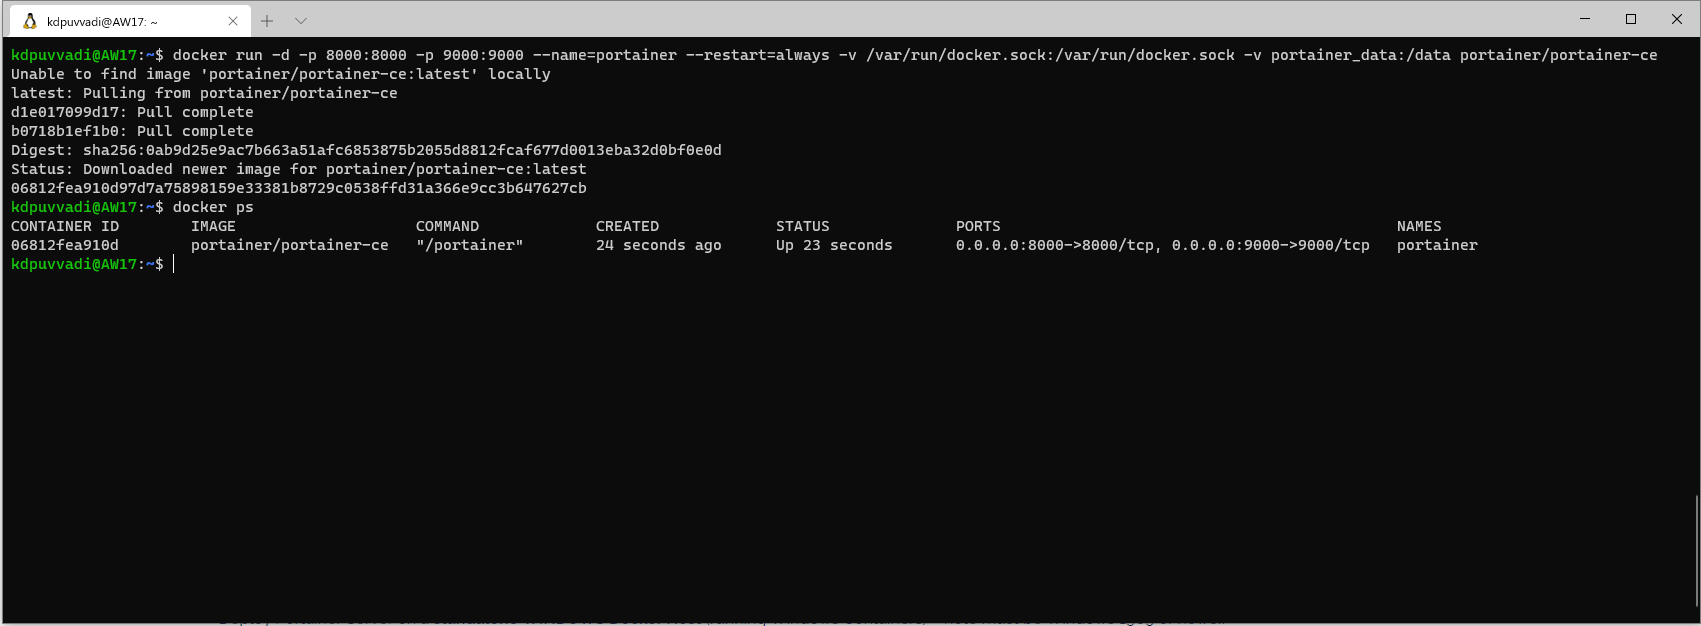 kdpuvvadi@AW17: ~
kdpuvvadi@AW17:~$ docker run -d -p 8000:8000 -p 9000:9000 --name=portainer --restart=always -v /var/run/docker.sock:/var/run/docker.sock -v portainer_data:/data portainer/portainer-ce
Unable to find image 'portainer/portainer-ce:latest' locally
latest: Pulling from portainer/portainer-ce
d1e017099d17: Pull complete
b0718b1ef1b0: Pull complete
Digest: sha256:0ab9d25e9ac7b663a51afc6853875b2055d8812fcaf677d0013eba32d0bf0e0d
Status: Downloaded newer image for portainer/portainer-ce:latest
06812fea910d97d7a75898159e33381b8729c0538ffd31a366e9cc3b647627cb
kdpuvvadi@AW17:~$ docker ps
CONTAINER ID IMAGE COMMAND CREATED STATUS PORTS NAMES
06812fea910d portainer/portainer-ce "/portainer" 24 seconds ago Up 23 seconds 0.0.0.0:8000->8000/tcp, 0.0.0.0:9000->9000/tcp portainer
kdpuvvadi@AW17:~$